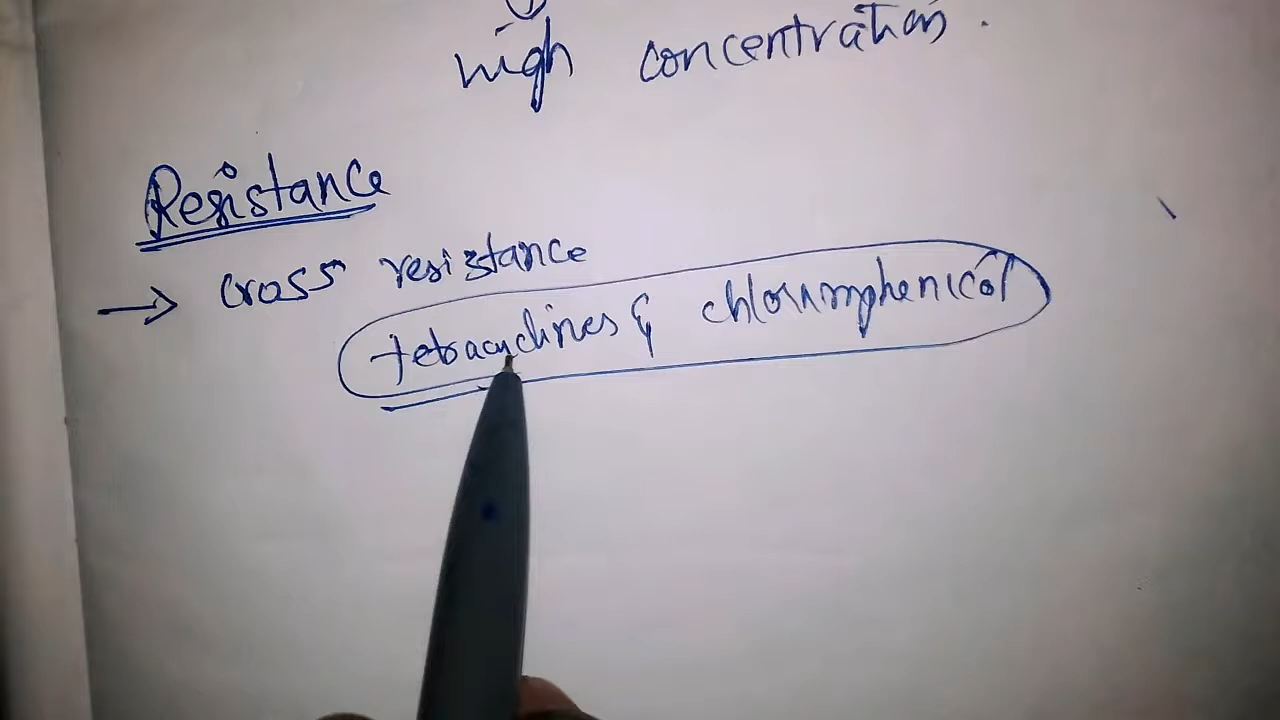 high concentration.
Resistance
→ cross resistance
tetracyclines & chloramphenicol